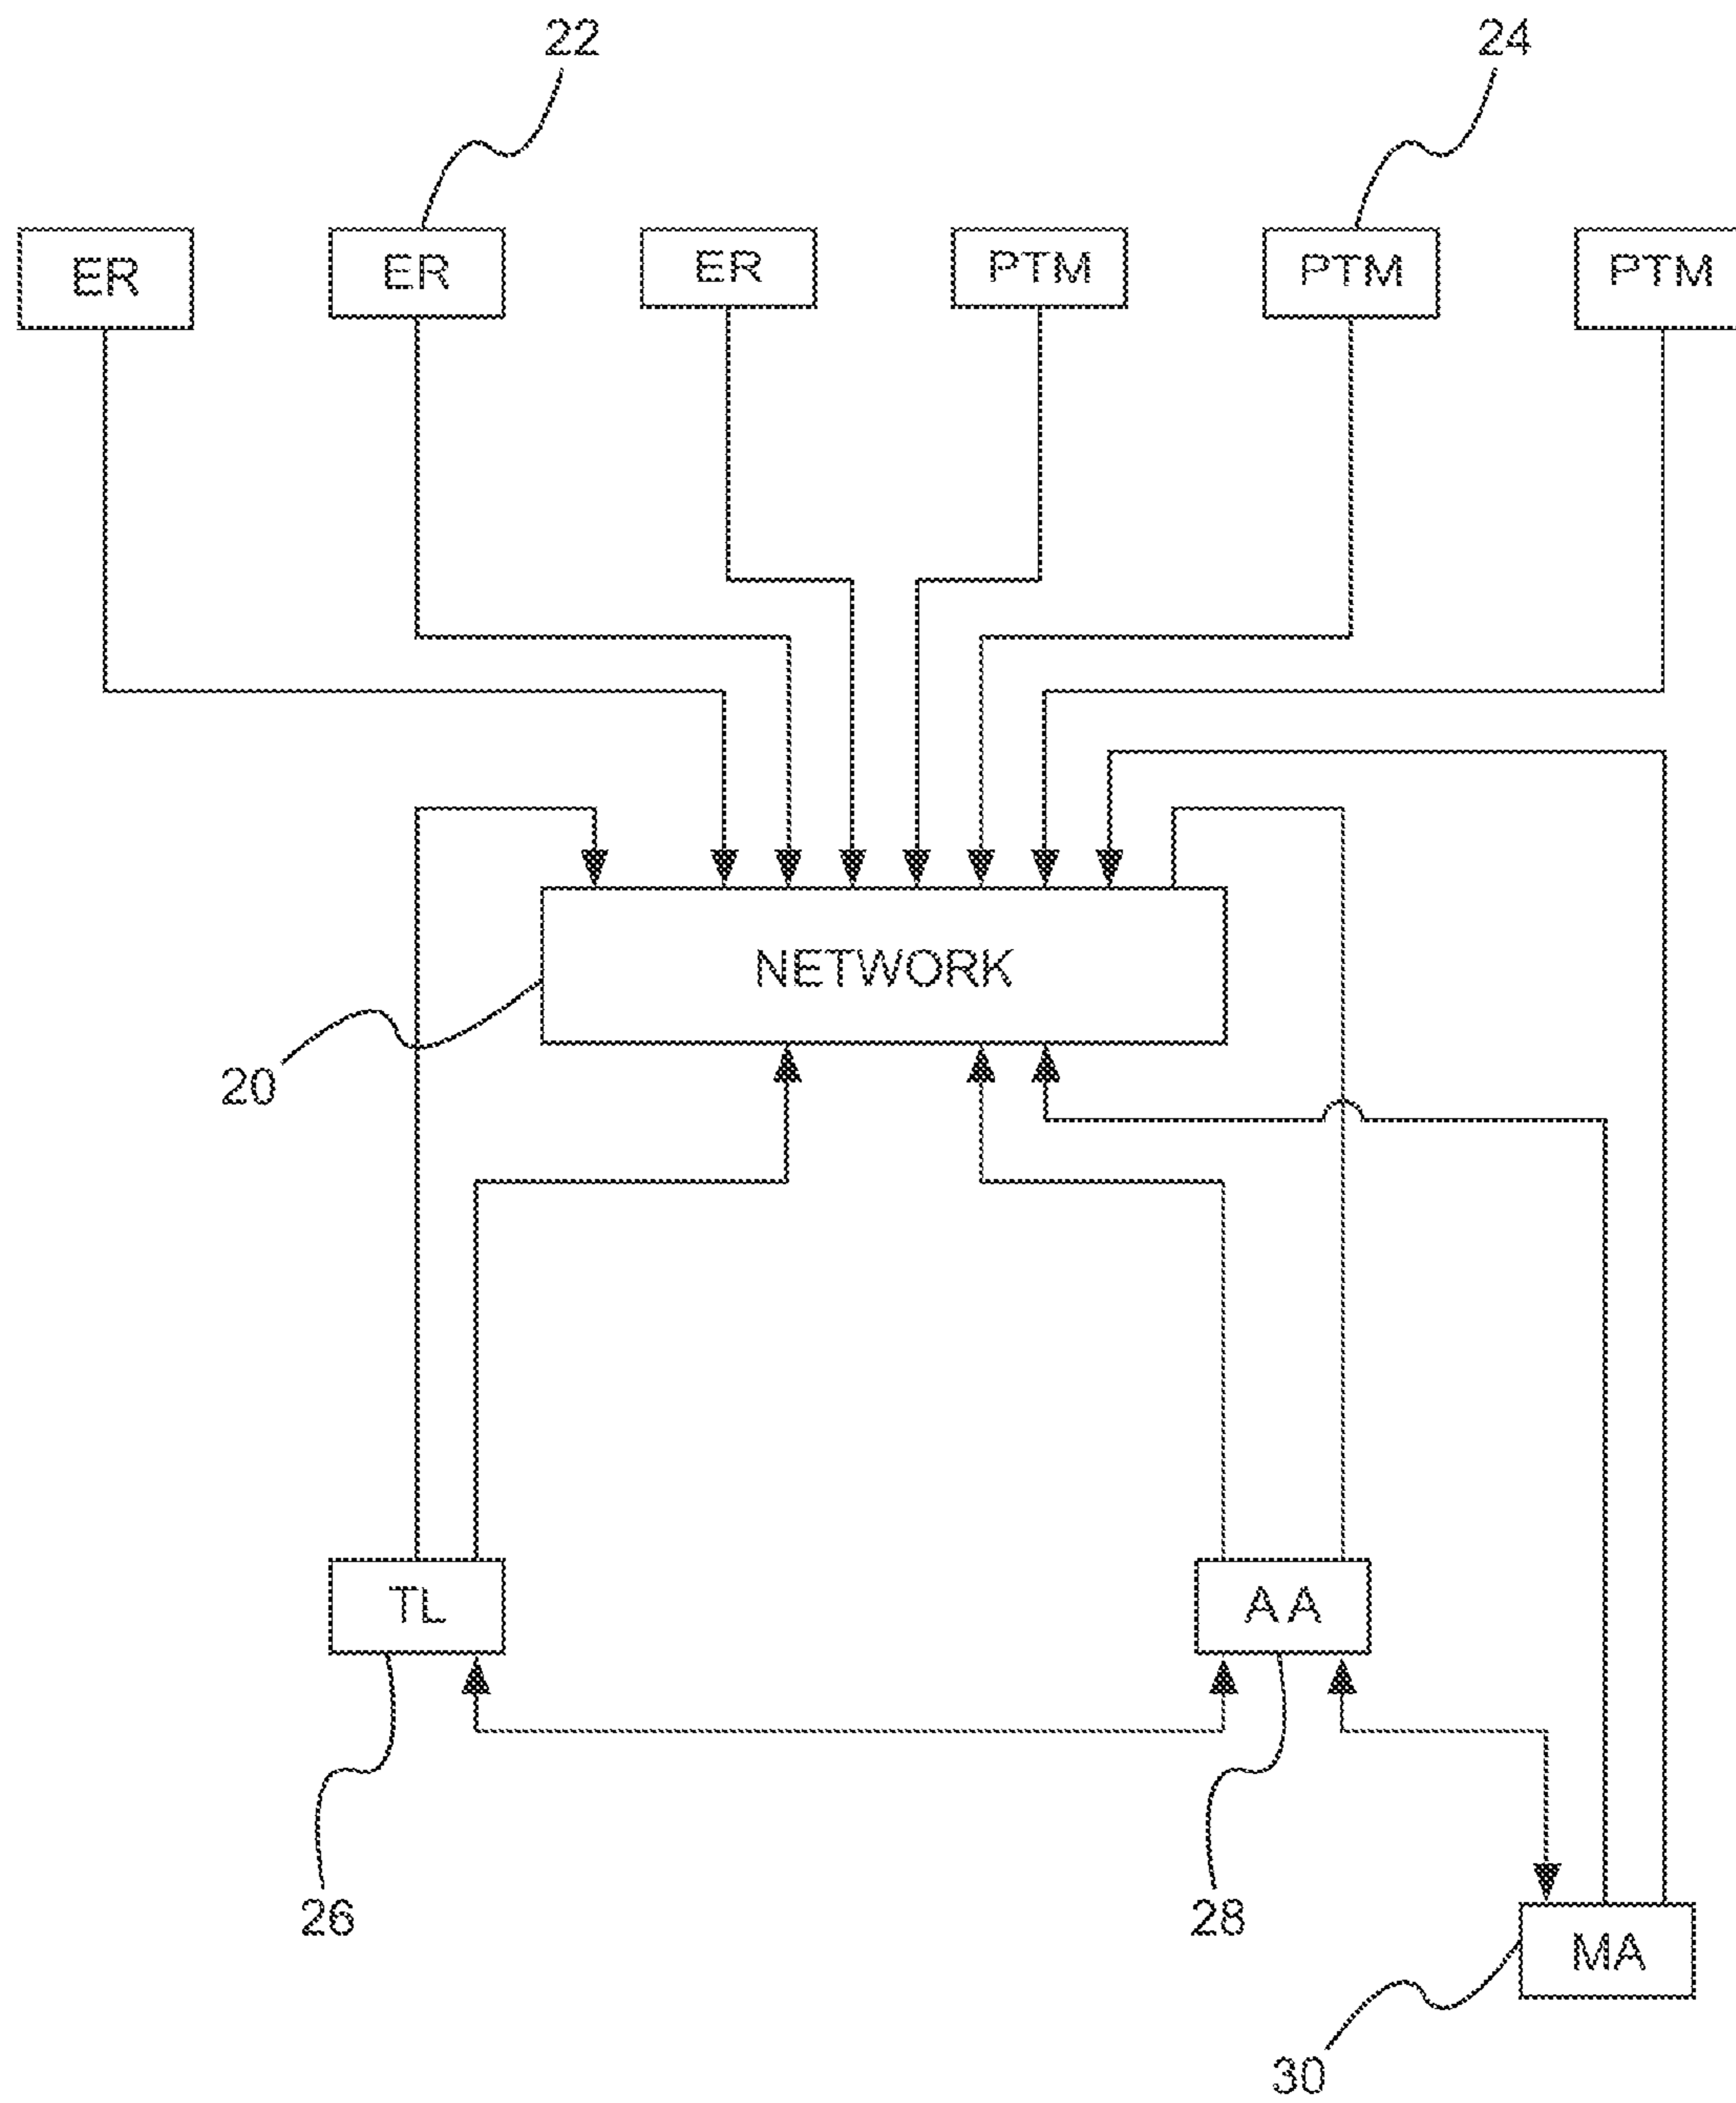 22 24
ER ER ER PTM PTM PTM
NETWORK
20
TL AA
26 28
MA
30